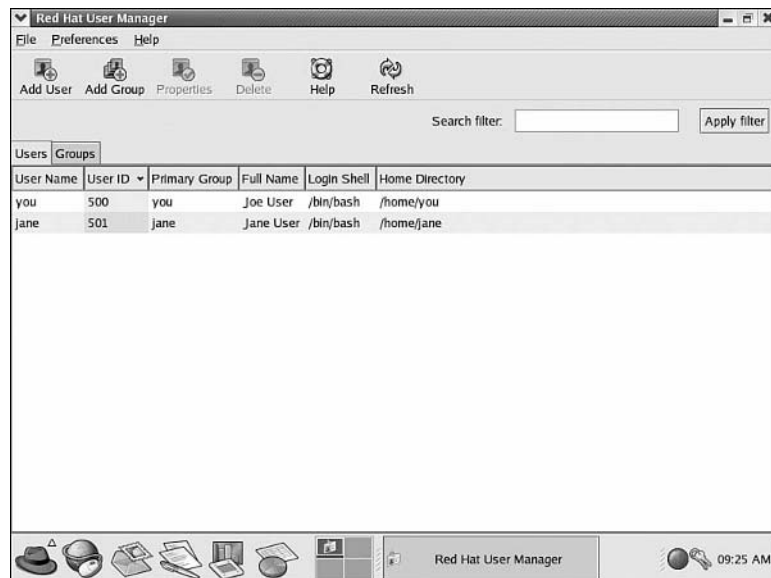 Red Hat User Manager
File Preferences Help
Add User Add Group Properties Delete Help Refresh
Search filter: Apply filter
Users Groups
User Name User ID Primary Group Full Name Login Shell Home Directory
you 500 you Joe User /bin/bash /home/you
jane 501 jane Jane User /bin/bash /home/jane
Red Hat User Manager 09:25 AM